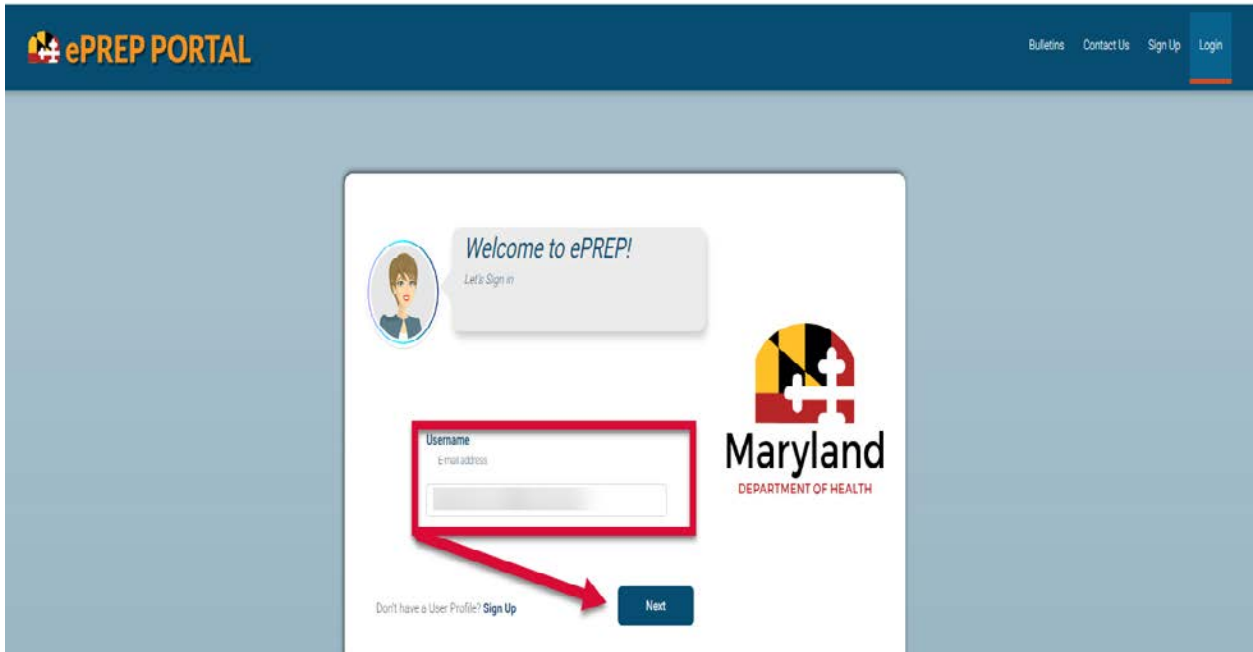 ePREP PORTAL
Bulletins Contact Us Sign Up Login
Welcome to ePREP!
Let's Sign in
Username
E-mail address
Maryland
DEPARTMENT OF HEALTH
Don't have a User Profile? Sign Up
Next